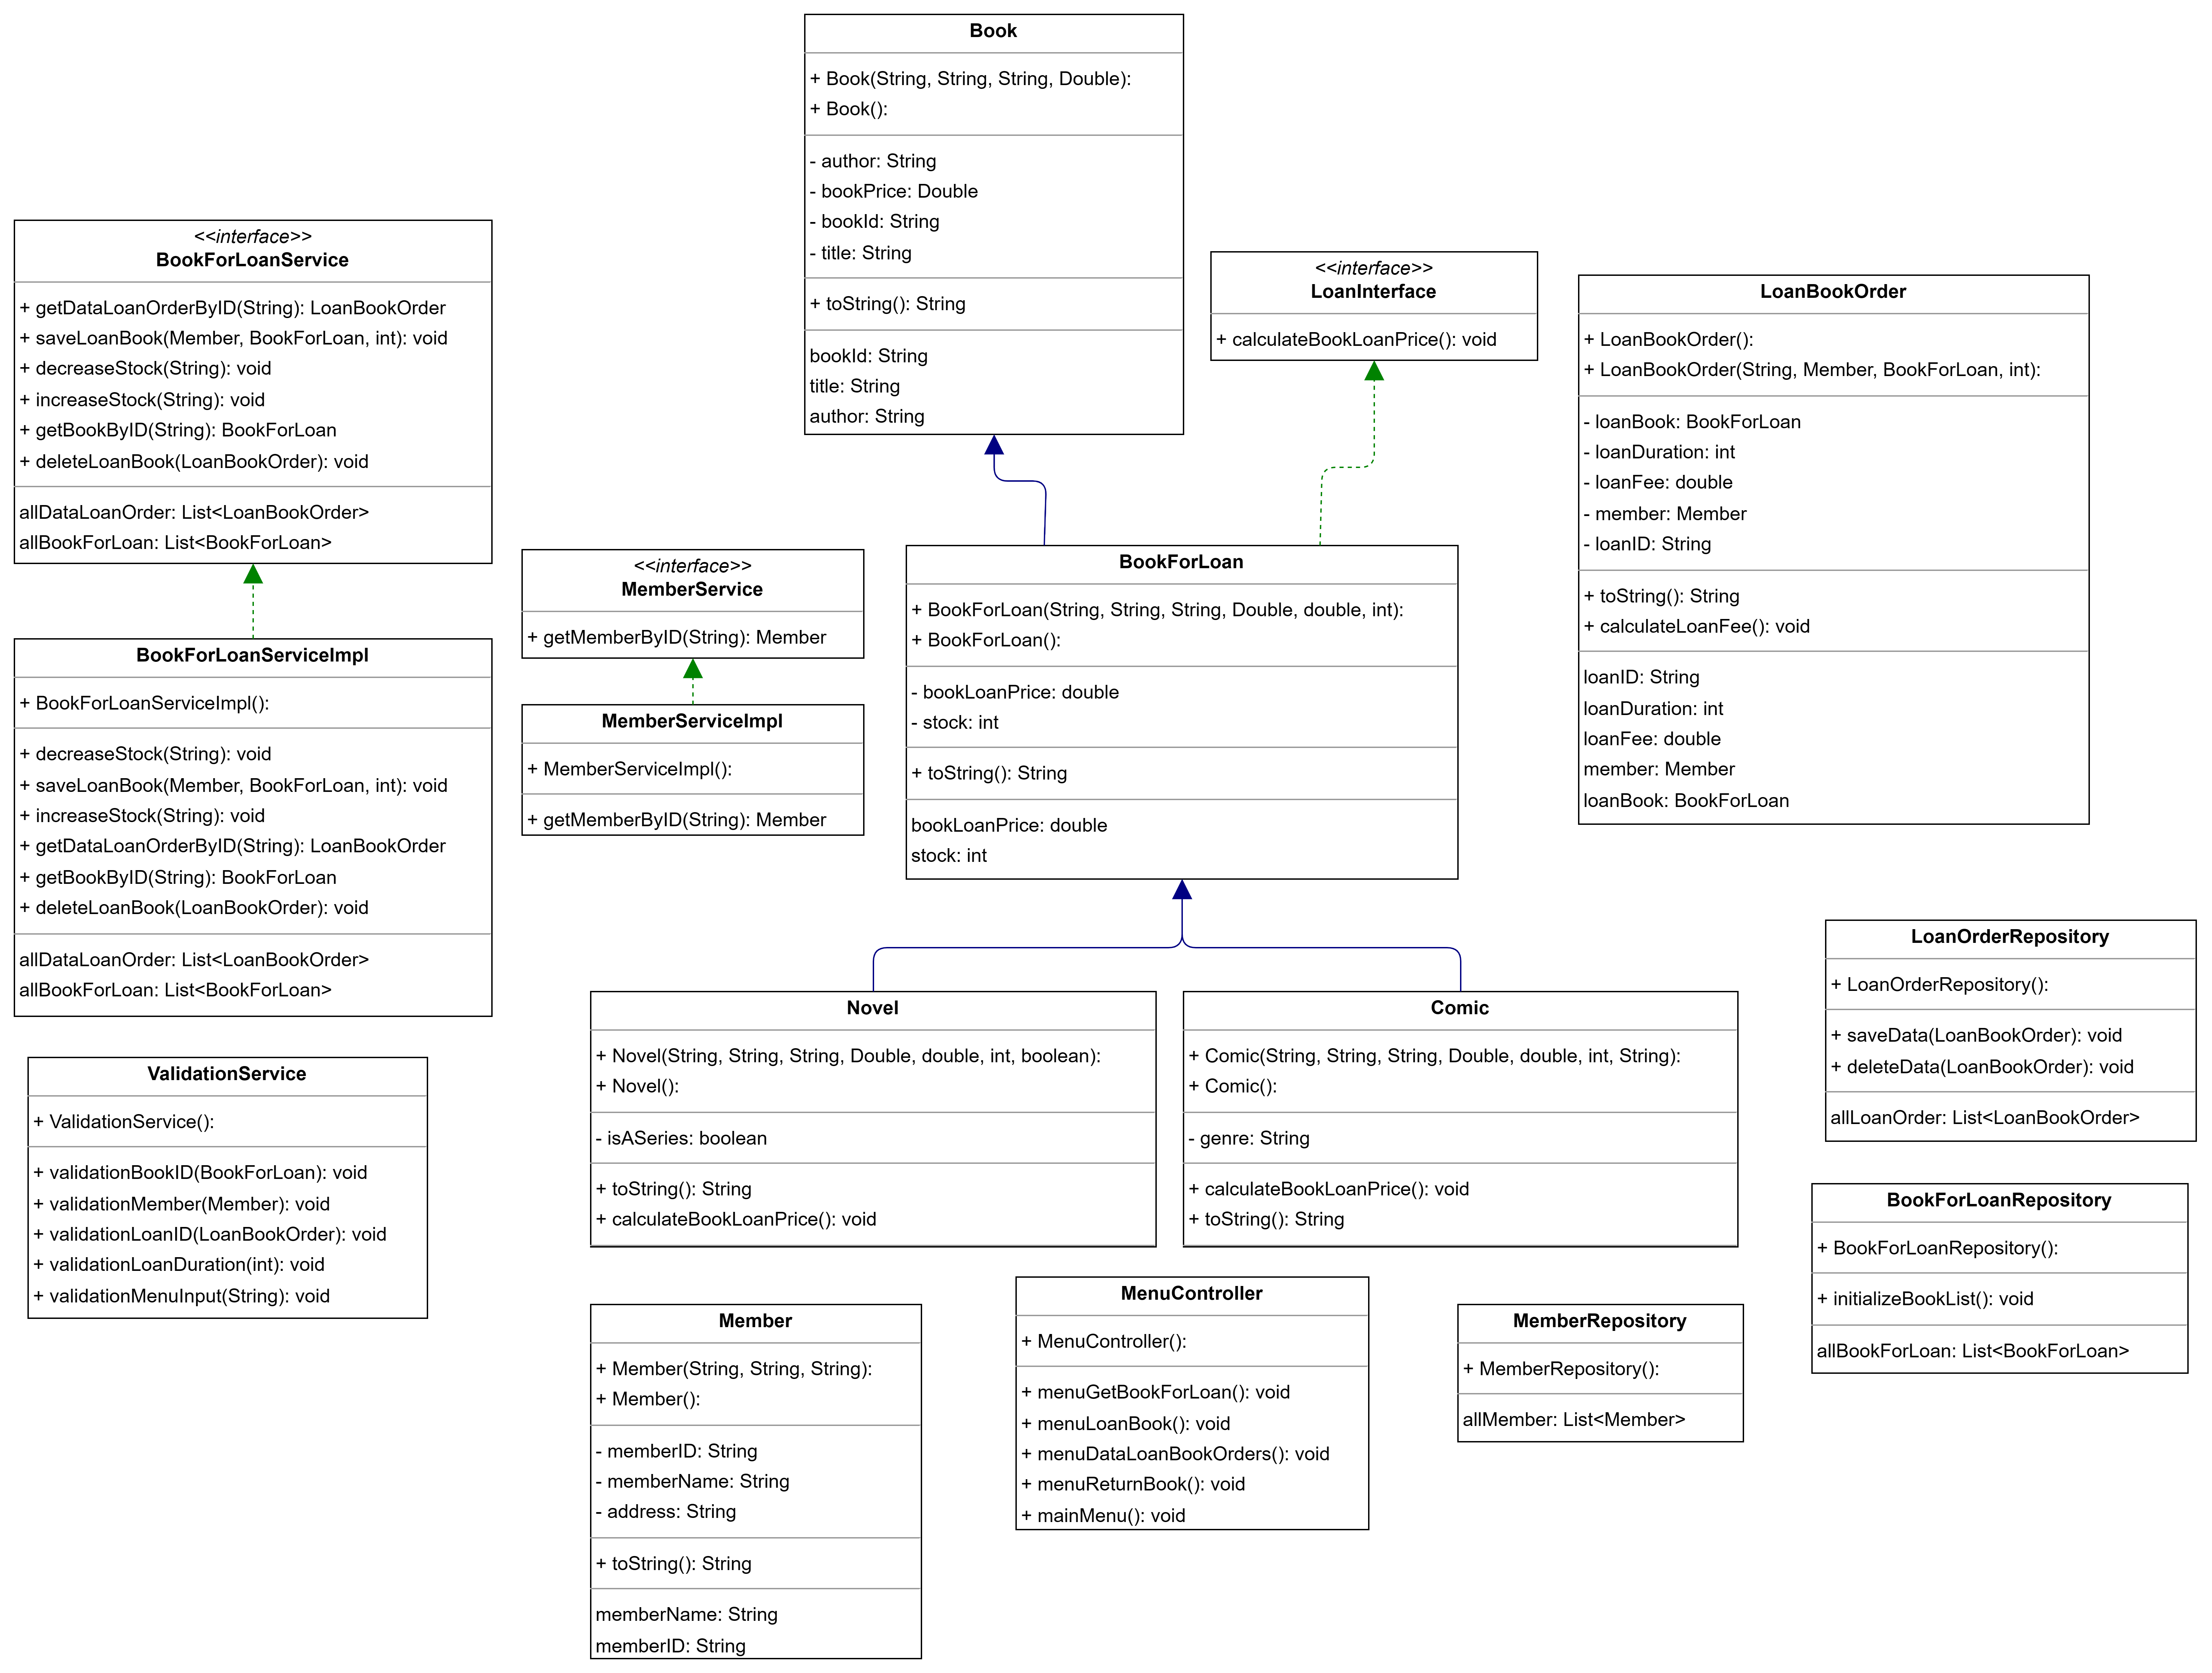 Book
+ Book(String, String, String, Double):
+ Book():
- author: String
- bookPrice: Double
- bookId: String
- title: String
+ toString(): String
bookId: String
title: String
author: String
<<interface>>
BookForLoanService
+ getDataLoanOrderByID(String): LoanBookOrder
+ saveLoanBook(Member, BookForLoan, int): void
+ decreaseStock(String): void
+ increaseStock(String): void
+ getBookByID(String): BookForLoan
+ deleteLoanBook(LoanBookOrder): void
allDataLoanOrder: List<LoanBookOrder>
allBookForLoan: List<BookForLoan>
<<interface>>
LoanInterface
+ calculateBookLoanPrice(): void
LoanBookOrder
+ LoanBookOrder():
+ LoanBookOrder(String, Member, BookForLoan, int):
- loanBook: BookForLoan
- loanDuration: int
- loanFee: double
- member: Member
- loanID: String
+ toString(): String
+ calculateLoanFee(): void
loanID: String
loanDuration: int
loanFee: double
member: Member
loanBook: BookForLoan
<<interface>>
MemberService
+ getMemberByID(String): Member
BookForLoan
+ BookForLoan(String, String, String, Double, double, int):
+ BookForLoan():
- bookLoanPrice: double
- stock: int
+ toString(): String
bookLoanPrice: double
stock: int
BookForLoanServiceImpl
+ BookForLoanServiceImpl():
+ decreaseStock(String): void
+ saveLoanBook(Member, BookForLoan, int): void
+ increaseStock(String): void
+ getDataLoanOrderByID(String): LoanBookOrder
+ getBookByID(String): BookForLoan
+ deleteLoanBook(LoanBookOrder): void
allDataLoanOrder: List<LoanBookOrder>
allBookForLoan: List<BookForLoan>
MemberServiceImpl
+ MemberServiceImpl():
+ getMemberByID(String): Member
LoanOrderRepository
+ LoanOrderRepository():
+ saveData(LoanBookOrder): void
+ deleteData(LoanBookOrder): void
allLoanOrder: List<LoanBookOrder>
Novel
+ Novel(String, String, String, Double, double, int, boolean):
+ Novel():
- isASeries: boolean
+ toString(): String
+ calculateBookLoanPrice(): void
Comic
+ Comic(String, String, String, Double, double, int, String):
+ Comic():
- genre: String
+ calculateBookLoanPrice(): void
+ toString(): String
ValidationService
+ ValidationService():
+ validationBookID(BookForLoan): void
+ validationMember(Member): void
+ validationLoanID(LoanBookOrder): void
+ validationLoanDuration(int): void
+ validationMenuInput(String): void
BookForLoanRepository
+ BookForLoanRepository():
+ initializeBookList(): void
allBookForLoan: List<BookForLoan>
Member
+ Member(String, String, String):
+ Member():
- memberID: String
- memberName: String
- address: String
+ toString(): String
memberName: String
memberID: String
MenuController
+ MenuController():
+ menuGetBookForLoan(): void
+ menuLoanBook(): void
+ menuDataLoanBookOrders(): void
+ menuReturnBook(): void
+ mainMenu(): void
MemberRepository
+ MemberRepository():
allMember: List<Member>